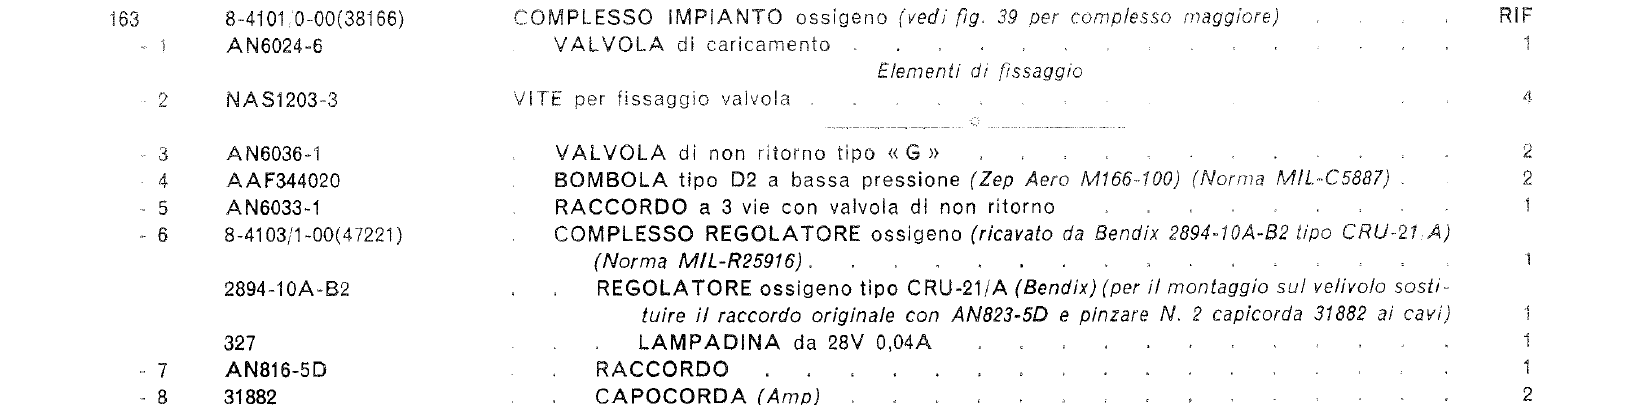 163 8-4101/0-00(38166) COMPLESSO IMPIANTO ossigeno (vedi fig. 39 per complesso maggiore) . . . . RIF
- 1 AN6024-6 . VALVOLA di caricamento . . . . . . . . . . . . . . . 1
Elementi di fissaggio
- 2 NAS1203-3 VITE per fissaggio valvola . . . . . . . . . . . . . . . . 4
- 3 AN6036-1 . VALVOLA di non ritorno tipo « G » . . . . . . . . . . . . 2
- 4 AAF344020 . BOMBOLA tipo D2 a bassa pressione (Zep Aero M166-100) (Norma MIL-C5887) . . 2
- 5 AN6033-1 . RACCORDO a 3 vie con valvola di non ritorno . . . . . . . . . 1
- 6 8-4103/1-00(47221) . COMPLESSO REGOLATORE ossigeno (ricavato da Bendix 2894-10A-B2 tipo CRU-21/A)
(Norma MIL-R25916) . . . . . . . . . . . . . . . . 1
2894-10A-B2 . . REGOLATORE ossigeno tipo CRU-21/A (Bendix) (per il montaggio sul velivolo sosti-
tuire il raccordo originale con AN823-5D e pinzare N. 2 capicorda 31882 ai cavi) 1
327 . . . LAMPADINA da 28V 0,04A . . . . . . . . . . . . 1
- 7 AN816-5D . . RACCORDO . . . . . . . . . . . . . . . . . 1
- 8 31882 . . CAPOCORDA (Amp) . . . . . . . . . . . . . . 2